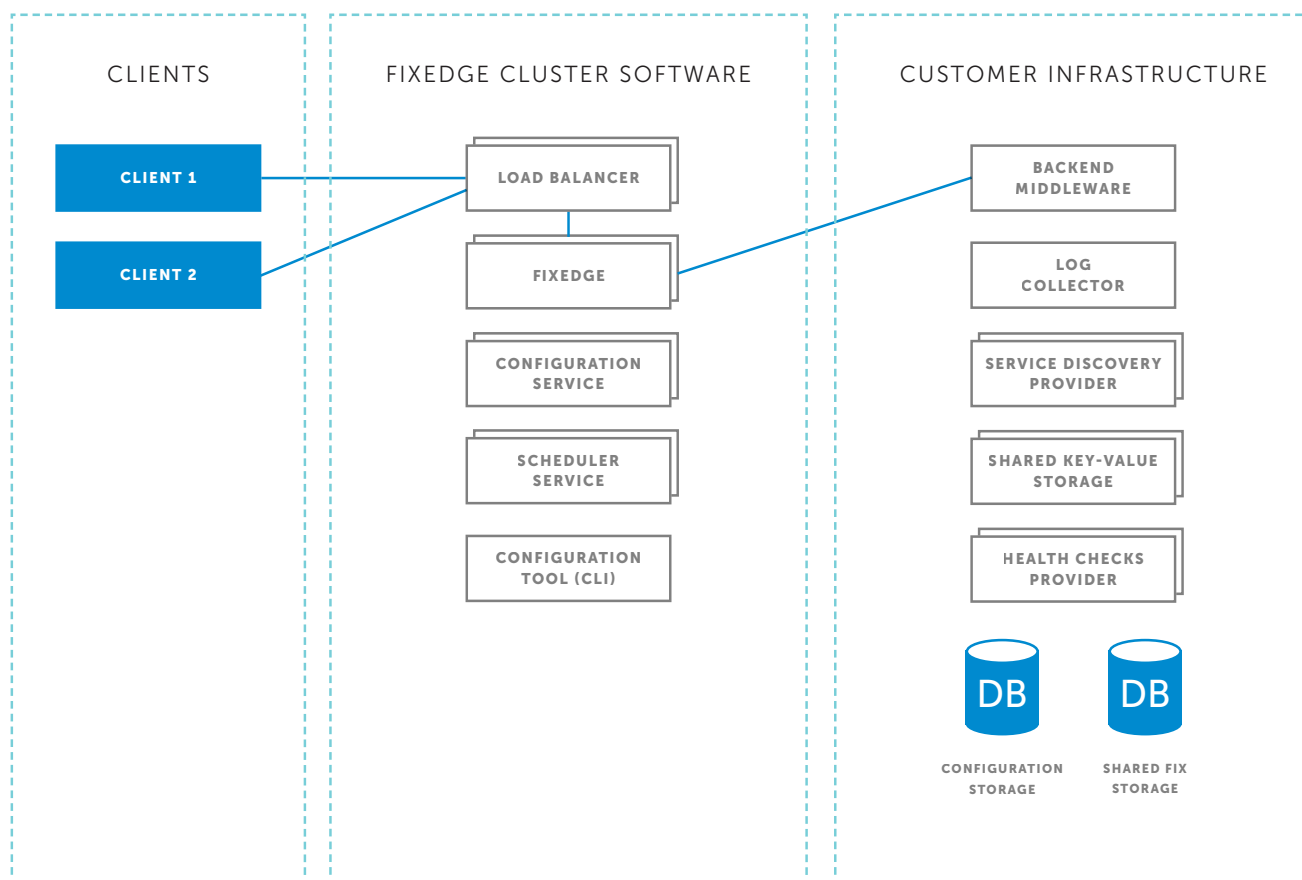 CLIENTS
CLIENT 1
CLIENT 2
FIXEDGE CLUSTER SOFTWARE
LOAD BALANCER
FIXEDGE
CONFIGURATION
SERVICE
SCHEDULER
SERVICE
CONFIGURATION
TOOL (CLI)
CUSTOMER INFRASTRUCTURE
BACKEND
MIDDLEWARE
LOG
COLLECTOR
SERVICE DISCOVERY
PROVIDER
SHARED KEY-VALUE
STORAGE
HEALTH CHECKS
PROVIDER
DB
CONFIGURATION
STORAGE
DB
SHARED FIX
STORAGE